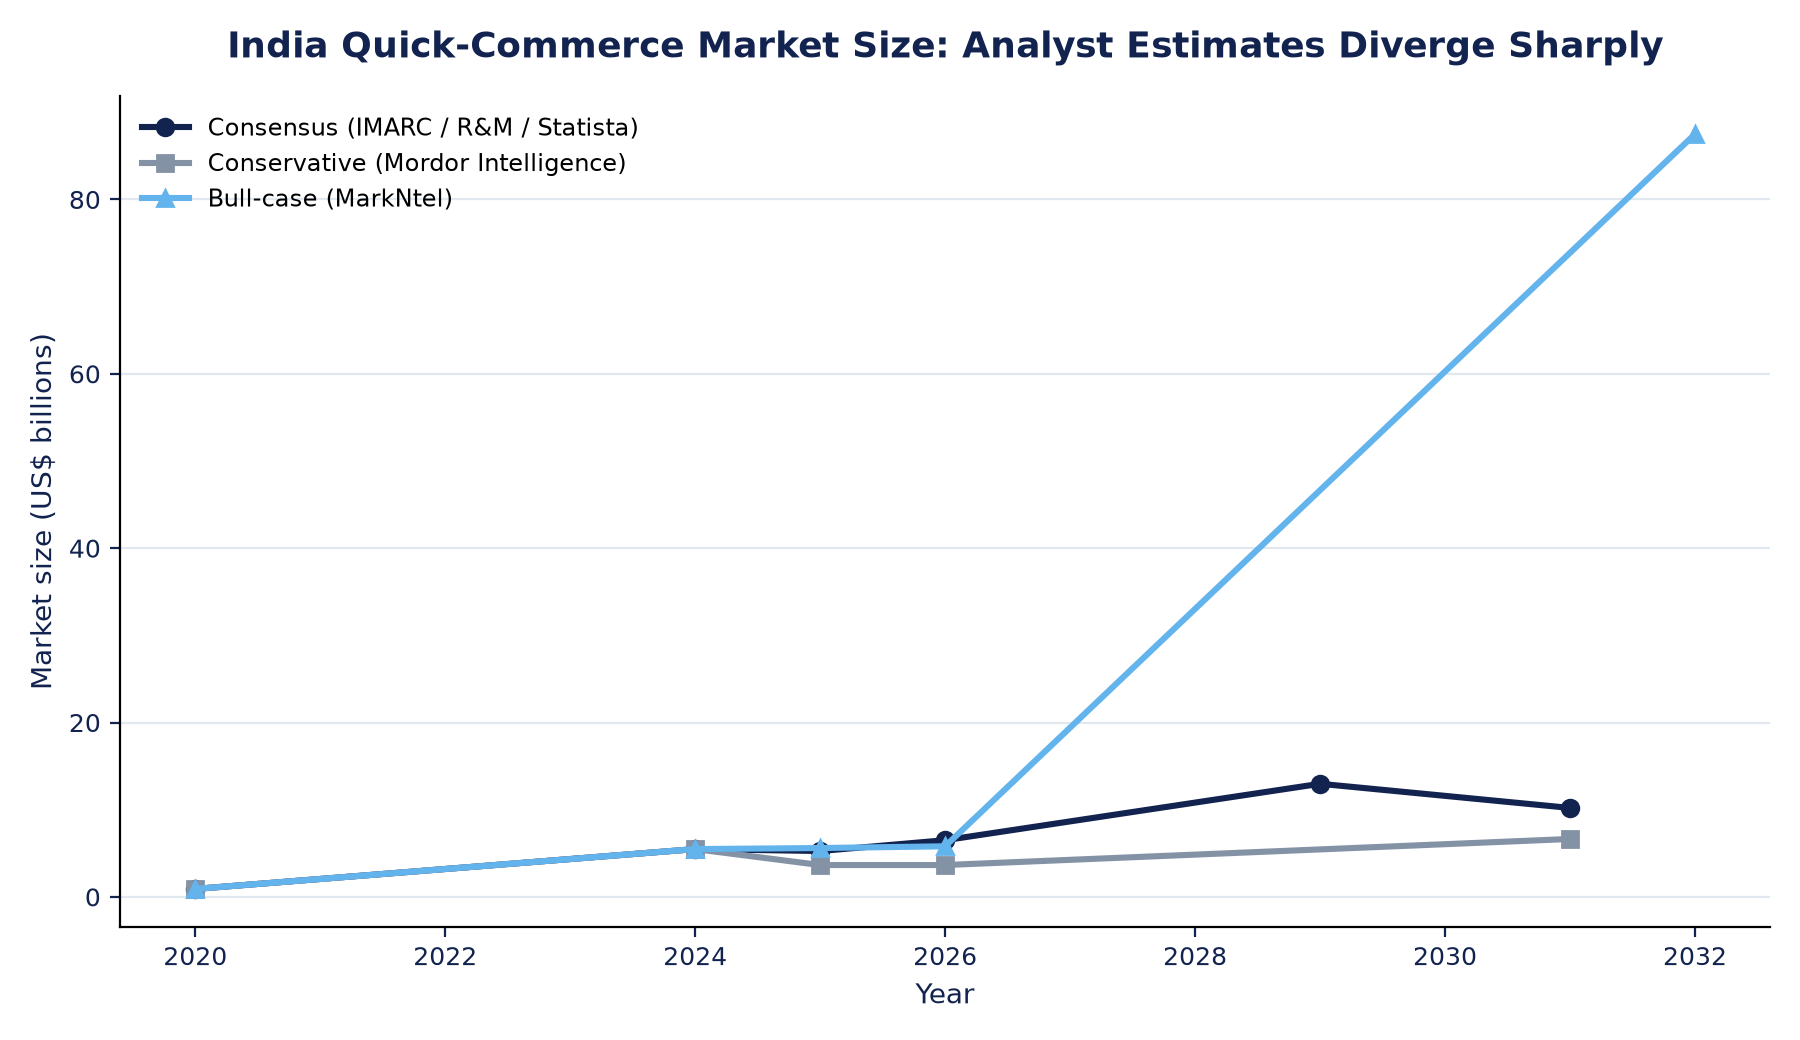 India Quick-Commerce Market Size: Analyst Estimates Diverge Sharply
Consensus (IMARC / R&M / Statista)
Conservative (Mordor Intelligence)
Bull-case (MarkNtel)
Market size (US$ billions)
80
60
40
20
0
2020 2022 2024 2026 2028 2030 2032
Year